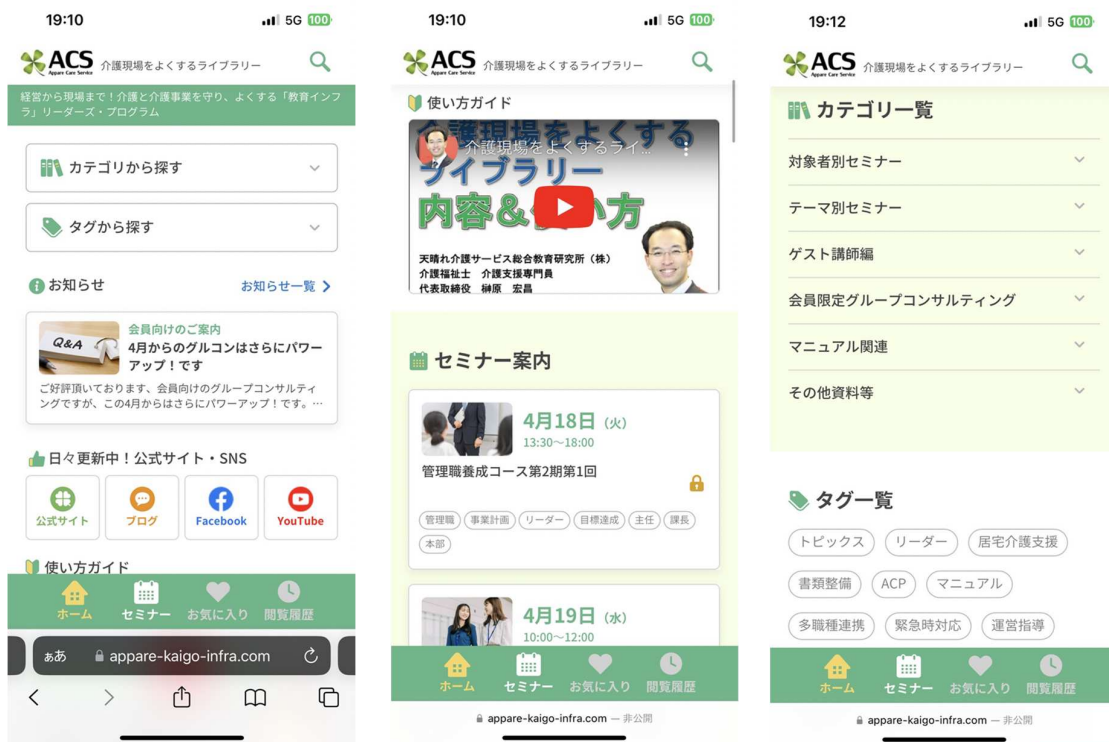 19:10
5G 100
ACS
Appare Care Service
介護現場をよくするライブラリー
経営から現場まで！介護と介護事業を守り、よくする「教育インフ
ラ」リーダーズ・プログラム
カテゴリから探す
タグから探す
お知らせ
お知らせ一覧
Q&A
会員向けのご案内
4月からのグルコンはさらにパワー
アップ！です
ご好評頂いております、会員向けのグループコンサルティ
ングですが、この4月からはさらにパワーアップ！です。…
日々更新中！公式サイト・SNS
公式サイト
ブログ
Facebook
YouTube
使い方ガイド
ホーム
セミナー
お気に入り
閲覧履歴
ぁあ
appare-kaigo-infra.com
19:10
5G 100
ACS
Appare Care Service
介護現場をよくするライブラリー
使い方ガイド
介護現場をよくするライ...
介護現場をよくする
ライブラリー
内容&使い方
天晴れ介護サービス総合教育研究所（株）
介護福祉士 介護支援専門員
代表取締役 榊原 宏昌
セミナー案内
4月18日（火）
13:30～18:00
管理職養成コース第2期第1回
管理職
事業計画
リーダー
目標達成
主任
課長
本部
4月19日（水）
10:00～12:00
ホーム
セミナー
お気に入り
閲覧履歴
appare-kaigo-infra.com — 非公開
19:12
5G 100
ACS
Appare Care Service
介護現場をよくするライブラリー
カテゴリ一覧
対象者別セミナー
テーマ別セミナー
ゲスト講師編
会員限定グループコンサルティング
マニュアル関連
その他資料等
タグ一覧
トピックス
リーダー
居宅介護支援
書類整備
ACP
マニュアル
多職種連携
緊急時対応
運営指導
ホーム
セミナー
お気に入り
閲覧履歴
appare-kaigo-infra.com — 非公開